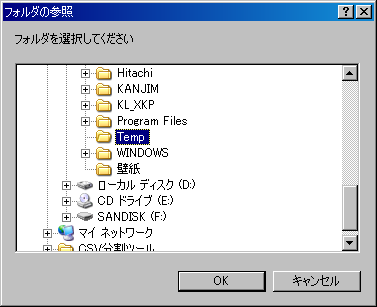 フォルダの参照
フォルダを選択してください
Hitachi
KANJIM
KL_XKP
Program Files
Temp
WINDOWS
壁紙
ローカル ディスク (D:)
CD ドライブ (E:)
SANDISK (F:)
マイ ネットワーク
CSV分割ツール
OK
キャンセル